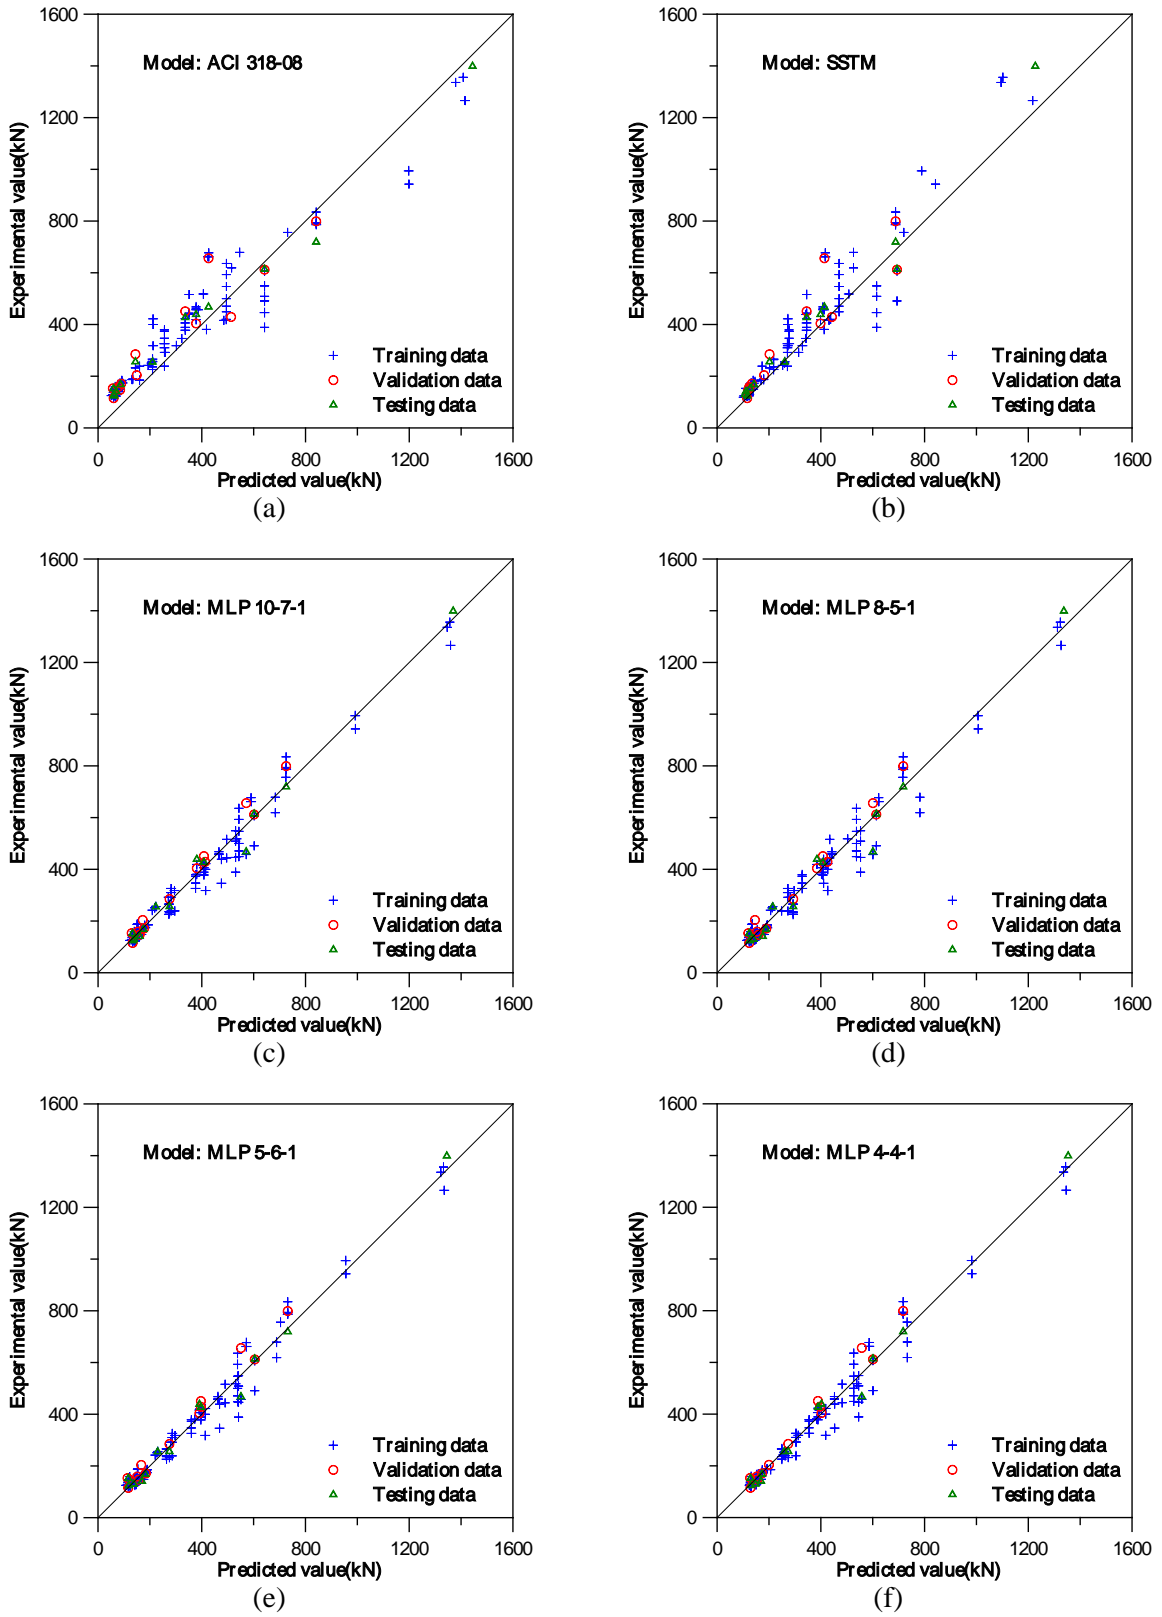 1600
Model: ACI 318-08
1200
Experimental value(kN)
800
400
Training data
Validation data
Testing data
0
0 400 800 1200 1600
Predicted value(kN)
(a)
1600
Model: SSTM
1200
Experimental value(kN)
800
400
Training data
Validation data
Testing data
0
0 400 800 1200 1600
Predicted value(kN)
(b)
1600
Model: MLP 10-7-1
1200
Experimental value(kN)
800
400
Training data
Validation data
Testing data
0
0 400 800 1200 1600
Predicted value(kN)
(c)
1600
Model: MLP 8-5-1
1200
Experimental value(kN)
800
400
Training data
Validation data
Testing data
0
0 400 800 1200 1600
Predicted value(kN)
(d)
1600
Model: MLP 5-6-1
1200
Experimental value(kN)
800
400
Training data
Validation data
Testing data
0
0 400 800 1200 1600
Predicted value(kN)
(e)
1600
Model: MLP 4-4-1
1200
Experimental value(kN)
800
400
Training data
Validation data
Testing data
0
0 400 800 1200 1600
Predicted value(kN)
(f)